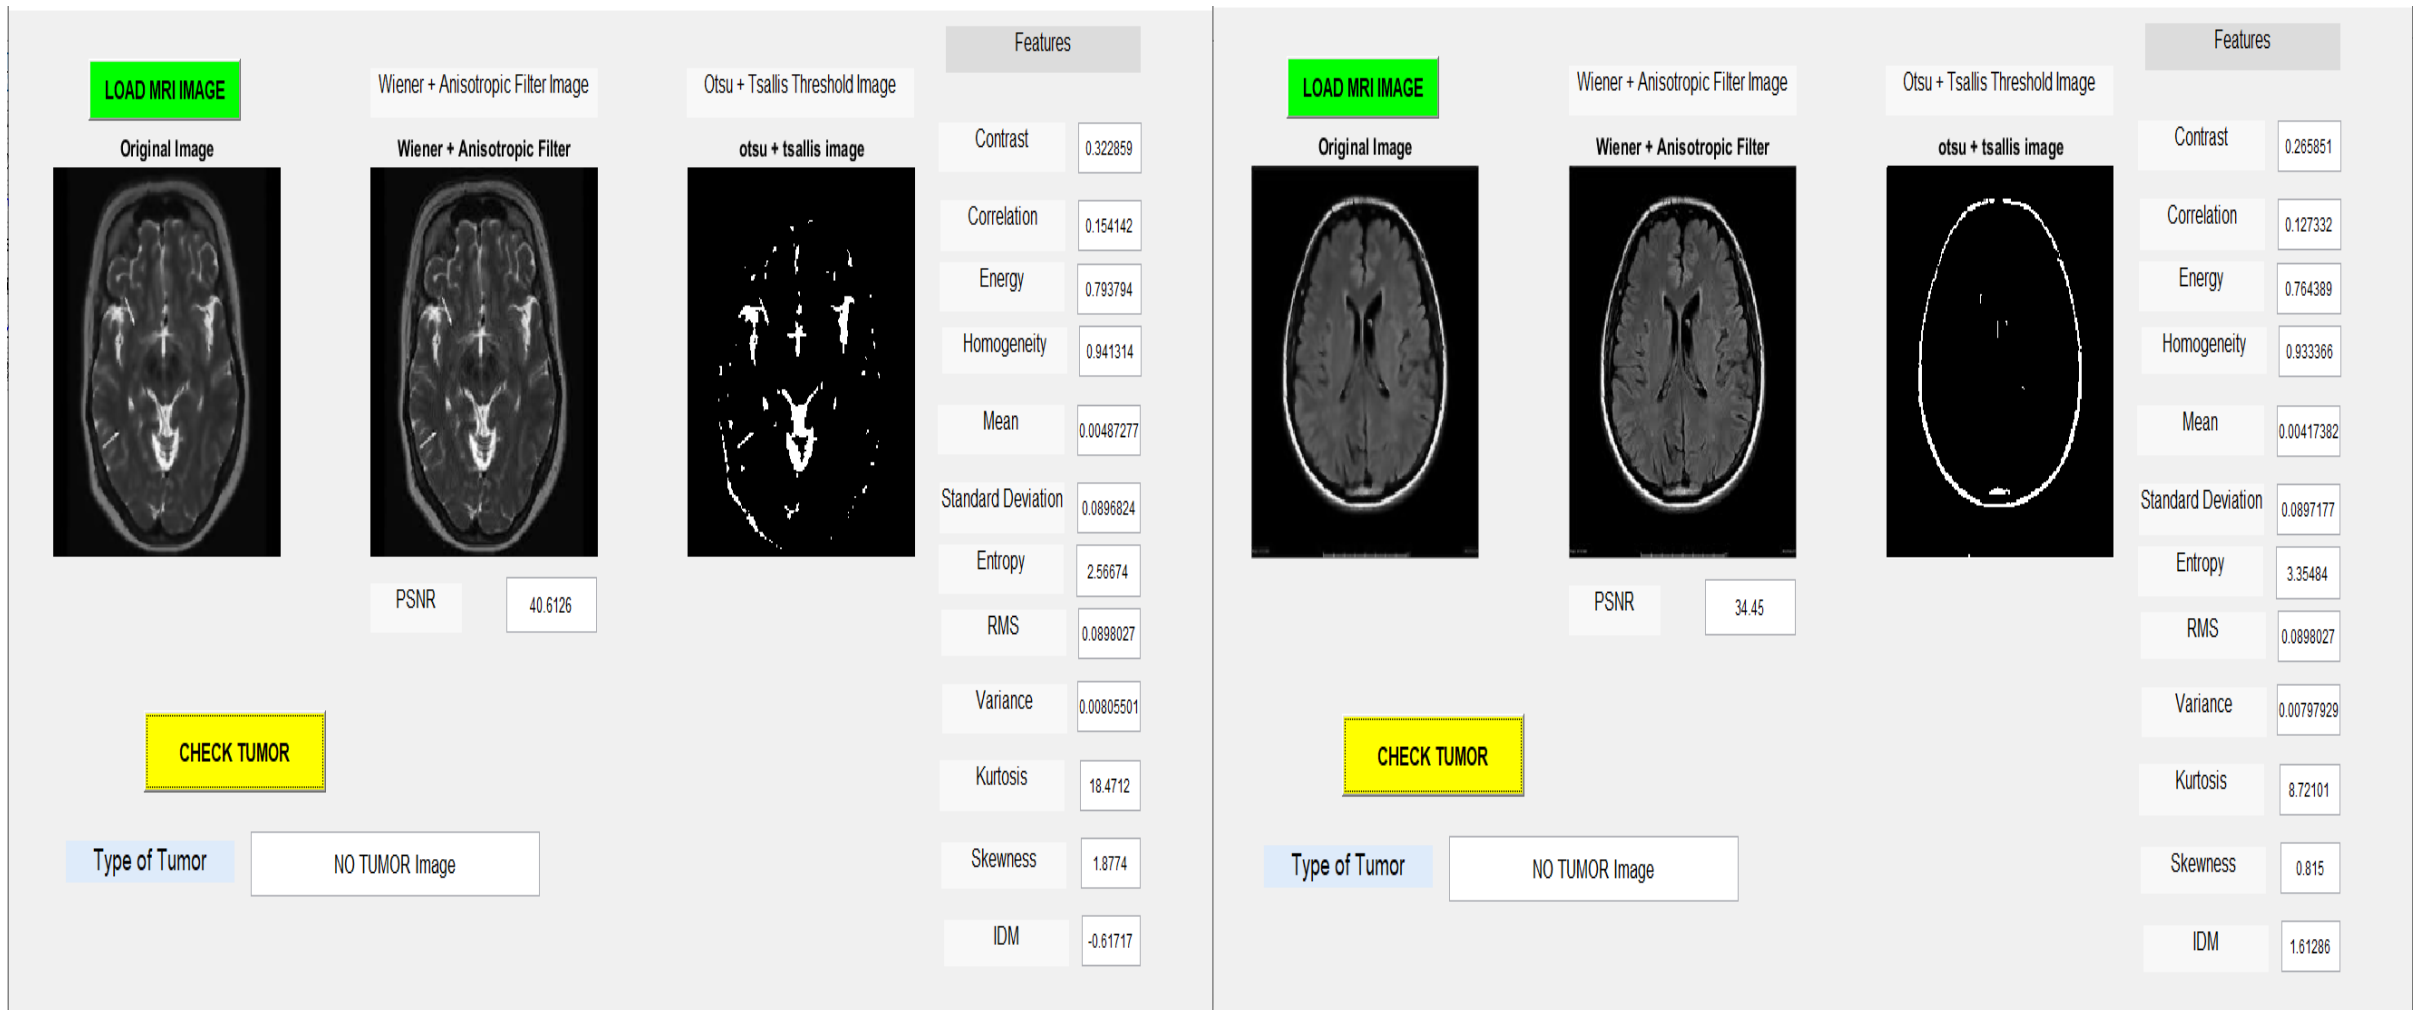 Features
LOAD MRI IMAGE
Wiener + Anisotropic Filter Image
Otsu + Tsallis Threshold Image
Original Image
Wiener + Anisotropic Filter
otsu + tsallis image
Contrast 0.322859
Correlation 0.154142
Energy 0.793794
Homogeneity 0.941314
Mean 0.00487277
Standard Deviation 0.0896824
Entropy 2.56674
PSNR 40.6126
RMS 0.0898027
Variance 0.00805501
CHECK TUMOR
Kurtosis 18.4712
Type of Tumor NO TUMOR Image
Skewness 1.8774
IDM -0.61717
Features
LOAD MRI IMAGE
Wiener + Anisotropic Filter Image
Otsu + Tsallis Threshold Image
Original Image
Wiener + Anisotropic Filter
otsu + tsallis image
Contrast 0.265851
Correlation 0.127332
Energy 0.764389
Homogeneity 0.933366
Mean 0.00417382
Standard Deviation 0.0897177
Entropy 3.35484
PSNR 34.45
RMS 0.0898027
Variance 0.00797929
CHECK TUMOR
Kurtosis 8.72101
Type of Tumor NO TUMOR Image
Skewness 0.815
IDM 1.61286